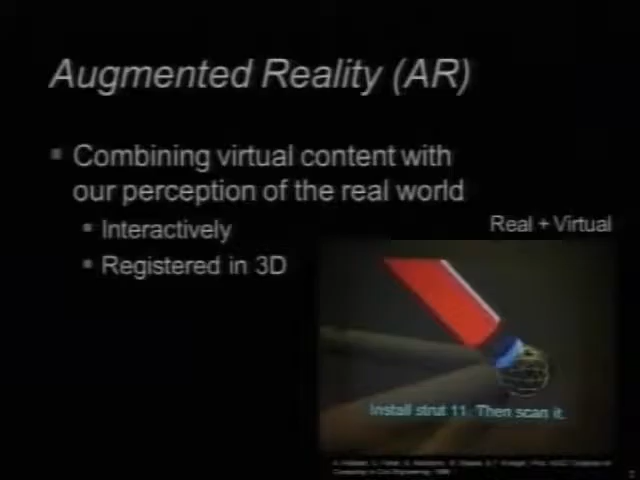 Augmented Reality (AR)
Combining virtual content with
our perception of the real world
Interactively
Registered in 3D
Real + Virtual
Install strut 11. Then scan it.